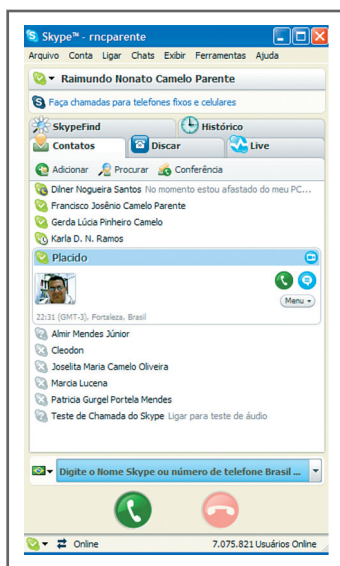 Skype™ - rncparente
Arquivo Conta Ligar Chats Exibir Ferramentas Ajuda
Raimundo Nonato Camelo Parente
Faça chamadas para telefones fixos e celulares
SkypeFind Histórico
Contatos Discar Live
Adicionar Procurar Conferência
Dilner Nogueira Santos No momento estou afastado do meu PC...
Francisco Josênio Camelo Parente
Gerda Lúcia Pinheiro Camelo
Karla D. N. Ramos
Placido
Menu
22:31 (GMT-3), Fortaleza, Brasil
Almir Mendes Júnior
Cleodon
Joselita Maria Camelo Oliveira
Marcia Lucena
Patricia Gurgel Portela Mendes
Teste de Chamada do Skype Ligar para teste de áudio
Digite o Nome Skype ou número de telefone Brasil ...
Online 7.075.821 Usuários Online